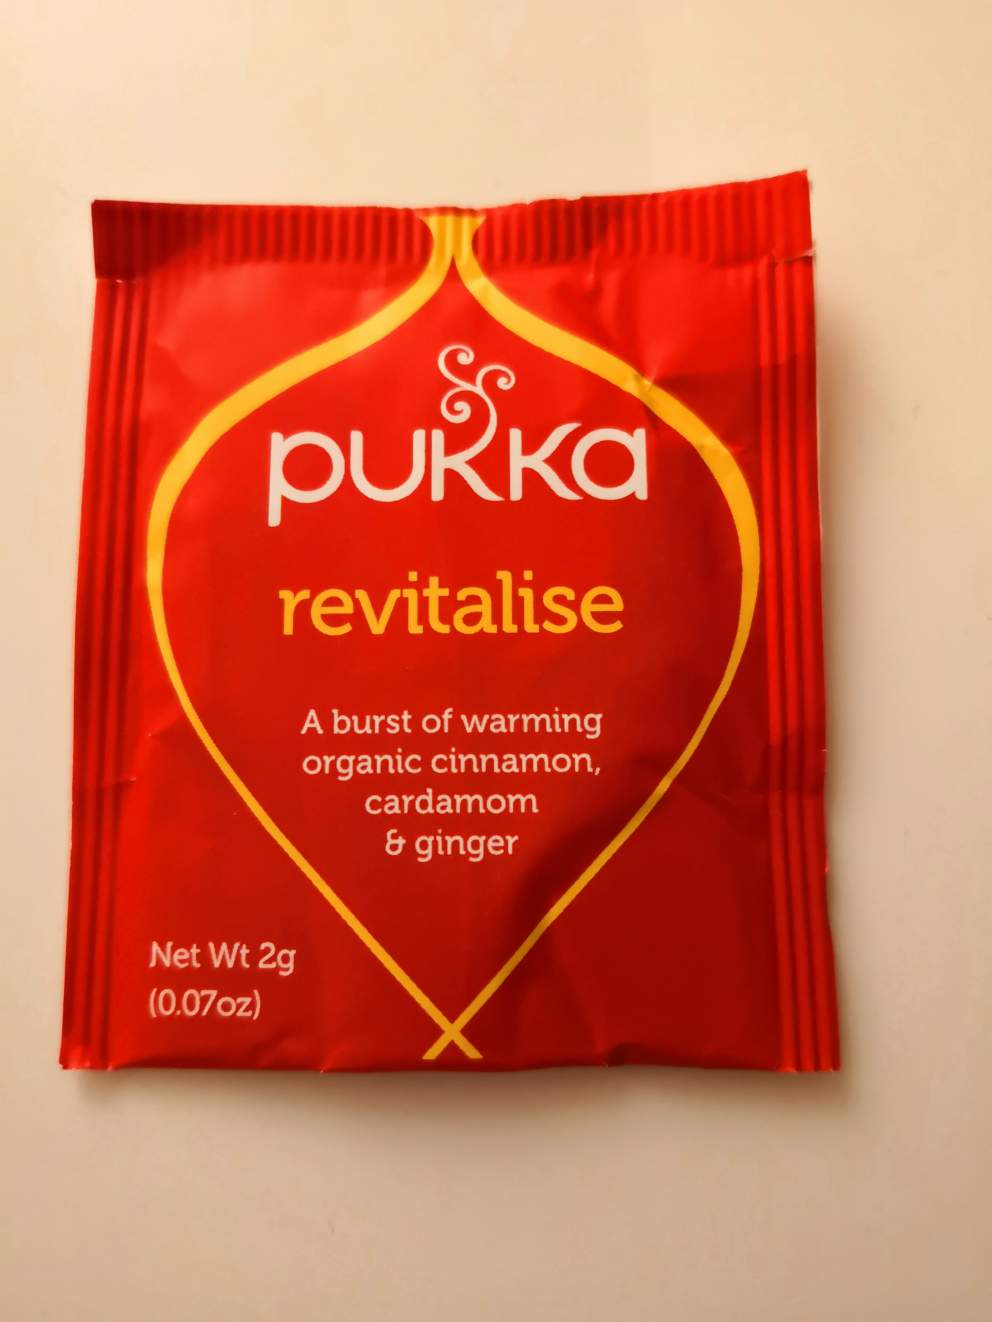 pukka
revitalise
A burst of warming
organic cinnamon,
cardamom
& ginger
Net Wt 2g
(0.07oz)